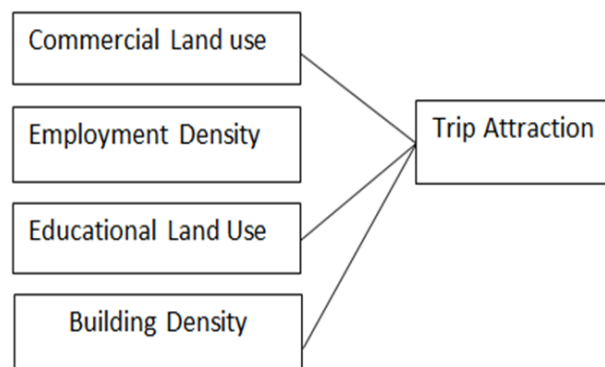 Commercial Land use
Employment Density
Trip Attraction
Educational Land Use
Building Density